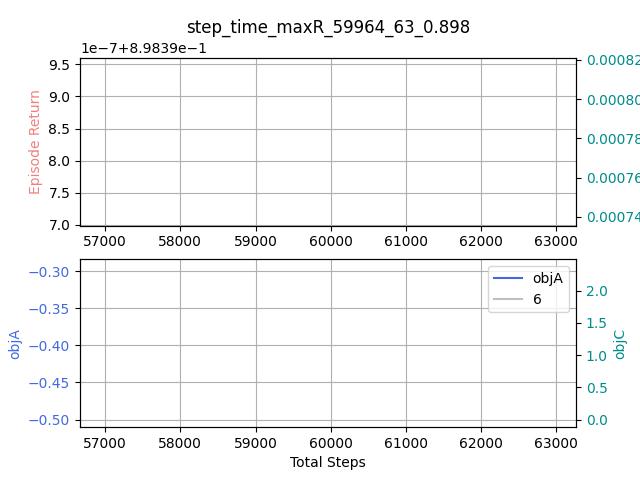 step_time_maxR_59964_63_0.898
1e−7+8.9839e−1
Episode Return
9.5
9.0
8.5
8.0
7.5
7.0
0.00082
0.00080
0.00078
0.00076
0.00074
57000 58000 59000 60000 61000 62000 63000
objA
−0.30
−0.35
−0.40
−0.45
−0.50
objA
6
2.0
1.5
1.0
0.5
0.0
objC
57000 58000 59000 60000 61000 62000 63000
Total Steps